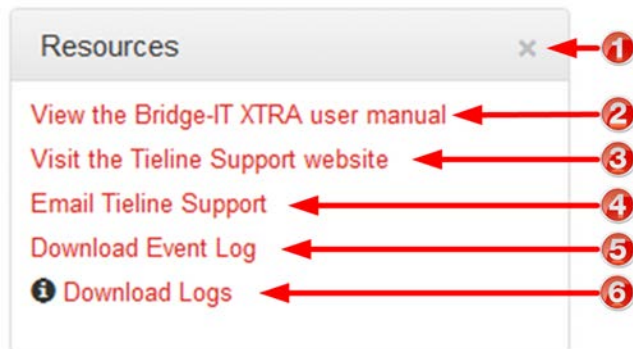 Resources × 1
View the Bridge-IT XTRA user manual 2
Visit the Tieline Support website 3
Email Tieline Support 4
Download Event Log 5
Download Logs 6